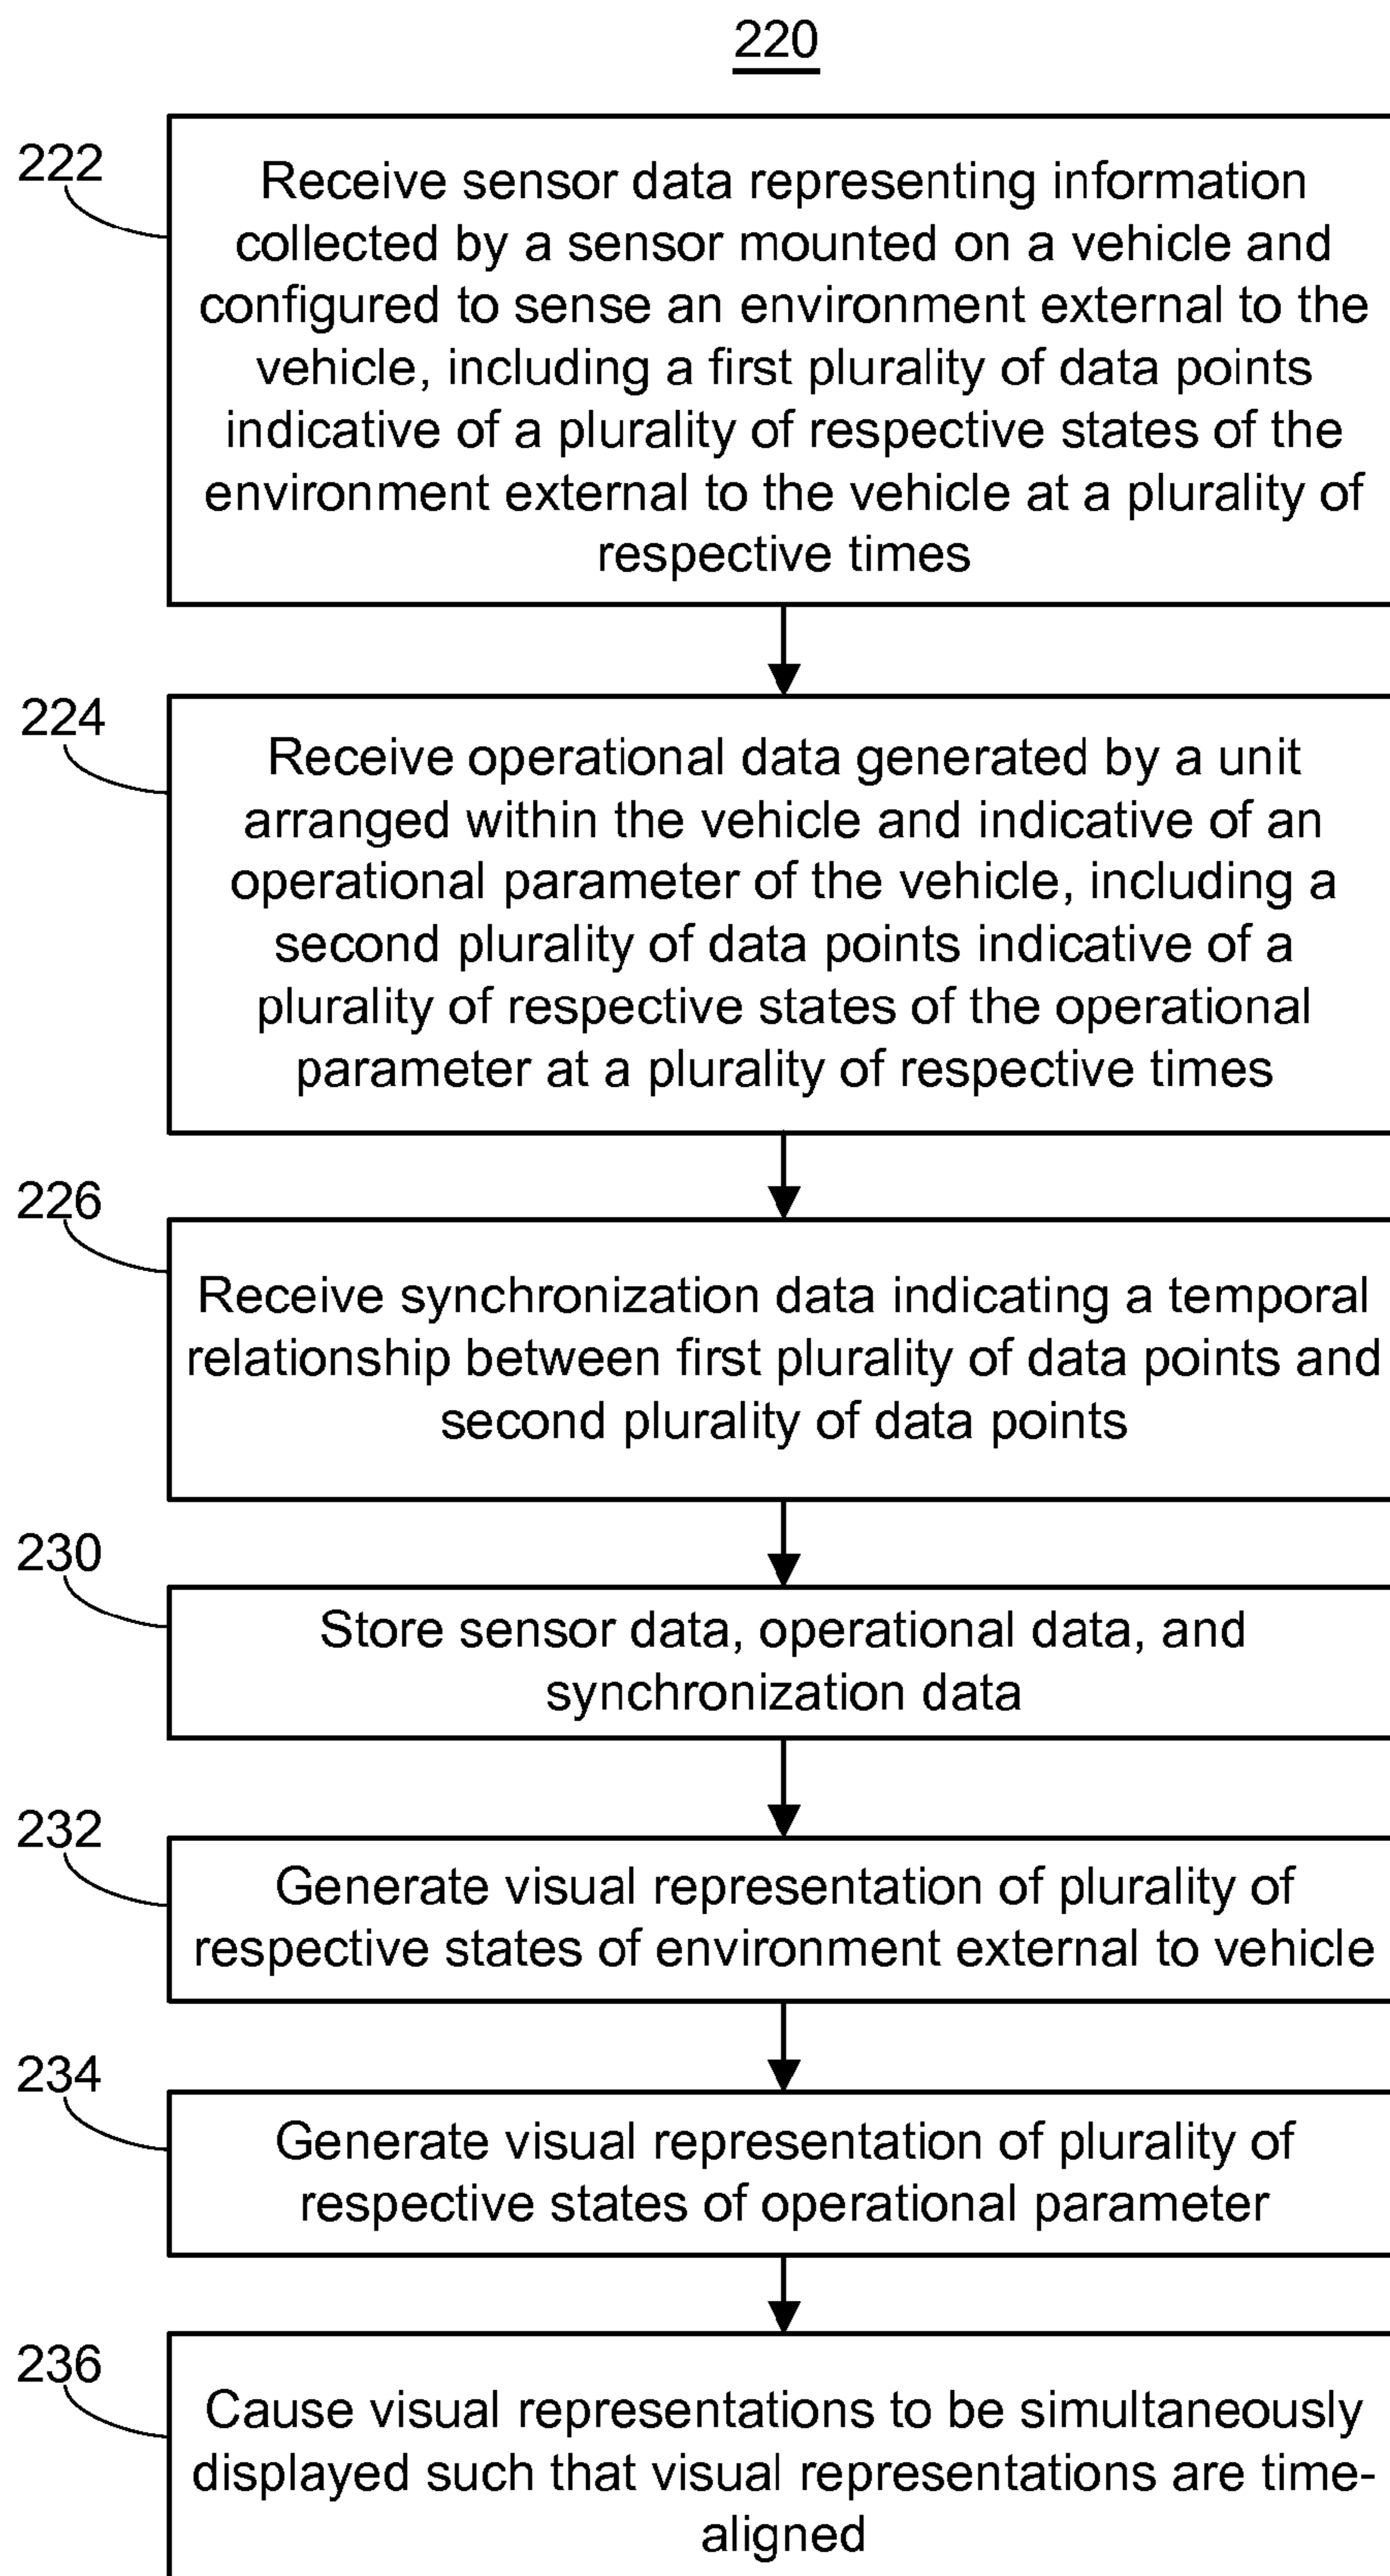 220
222
Receive sensor data representing information
collected by a sensor mounted on a vehicle and
configured to sense an environment external to the
vehicle, including a first plurality of data points
indicative of a plurality of respective states of the
environment external to the vehicle at a plurality of
respective times
224
Receive operational data generated by a unit
arranged within the vehicle and indicative of an
operational parameter of the vehicle, including a
second plurality of data points indicative of a
plurality of respective states of the operational
parameter at a plurality of respective times
226
Receive synchronization data indicating a temporal
relationship between first plurality of data points and
second plurality of data points
230
Store sensor data, operational data, and
synchronization data
232
Generate visual representation of plurality of
respective states of environment external to vehicle
234
Generate visual representation of plurality of
respective states of operational parameter
236
Cause visual representations to be simultaneously
displayed such that visual representations are time-
aligned